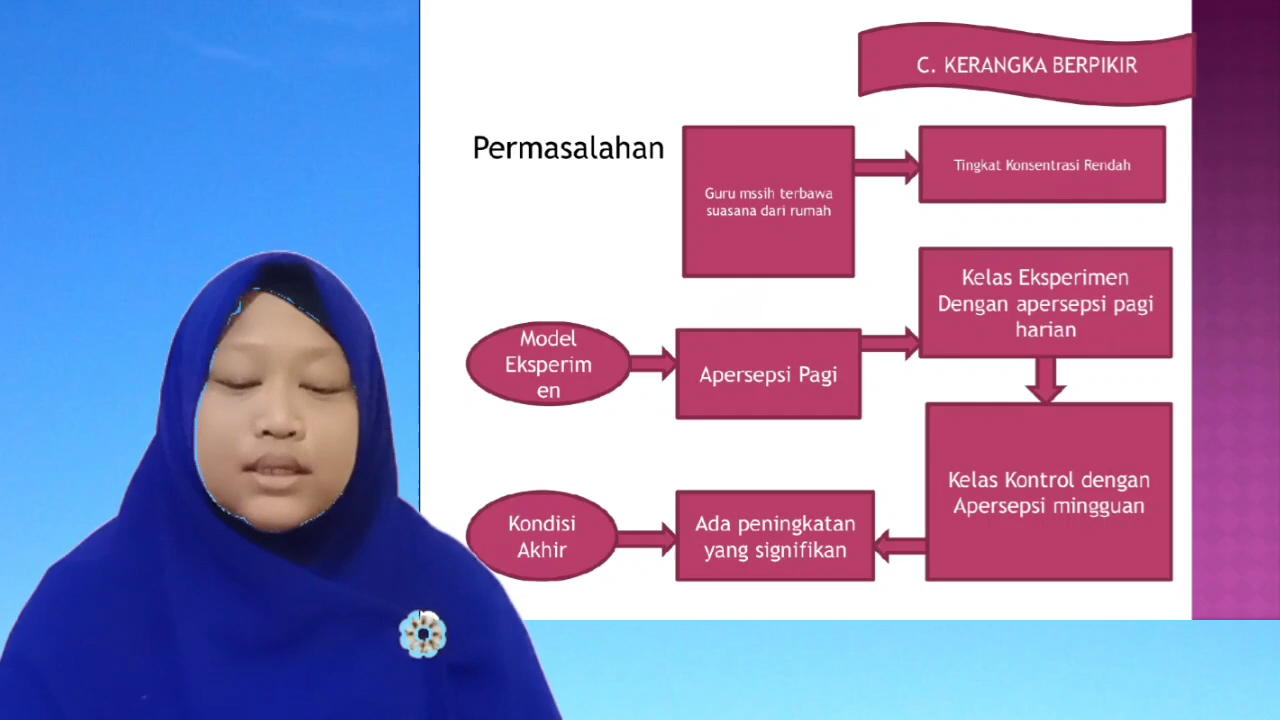 C. KERANGKA BERPIKIR
Permasalahan
Guru mssih terbawa
suasana dari rumah
Tingkat Konsentrasi Rendah
Model
Eksperim
en
Apersepsi Pagi
Kelas Eksperimen
Dengan apersepsi pagi
harian
Kelas Kontrol dengan
Apersepsi mingguan
Kondisi
Akhir
Ada peningkatan
yang signifikan